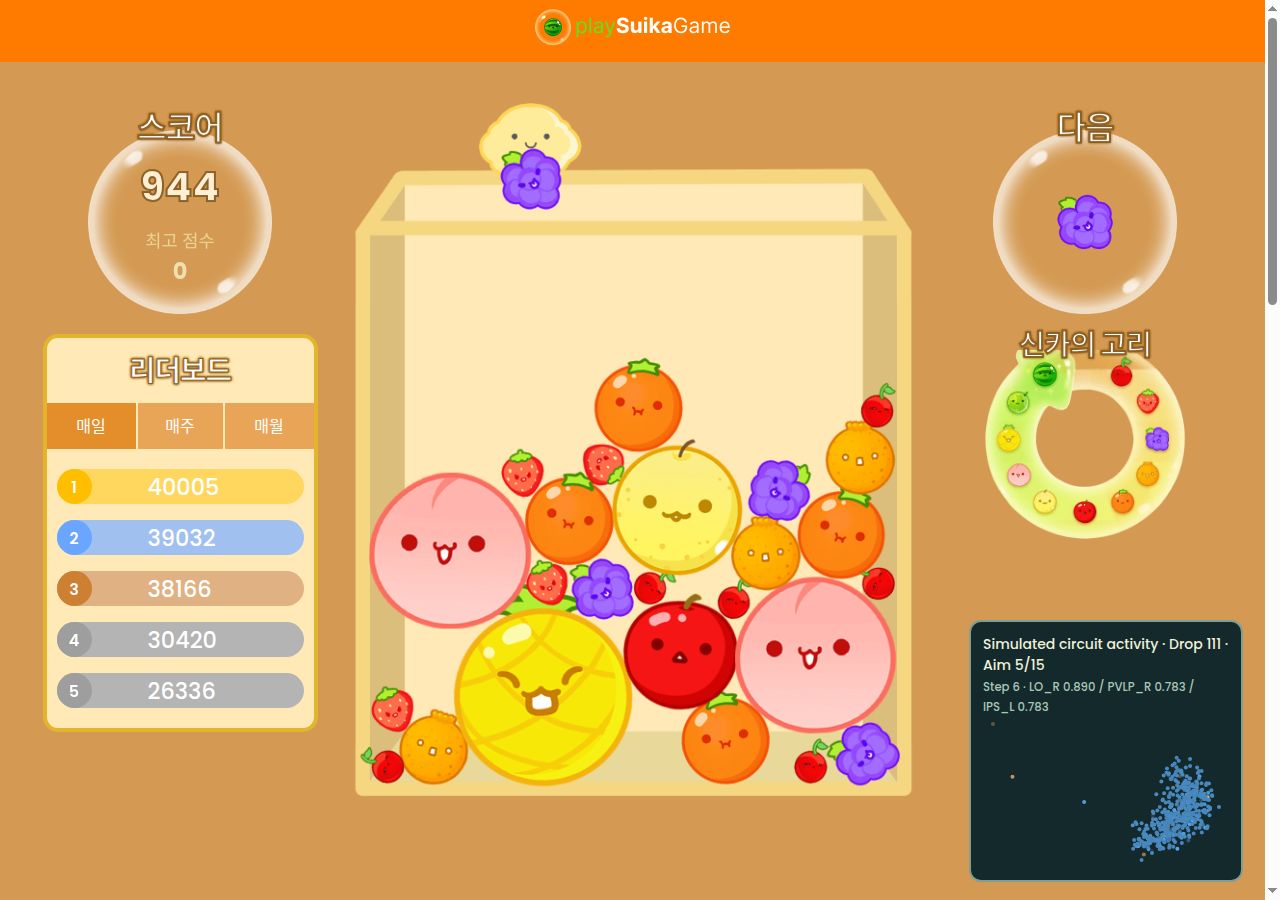 playSuikaGame
스코어
944
최고 점수
0
다음
리더보드
매일 매주 매월
1 40005
2 39032
3 38166
4 30420
5 26336
신카의 고리
Simulated circuit activity · Drop 111 ·
Aim 5/15
Step 6 · LO_R 0.890 / PVLP_R 0.783 /
IPS_L 0.783